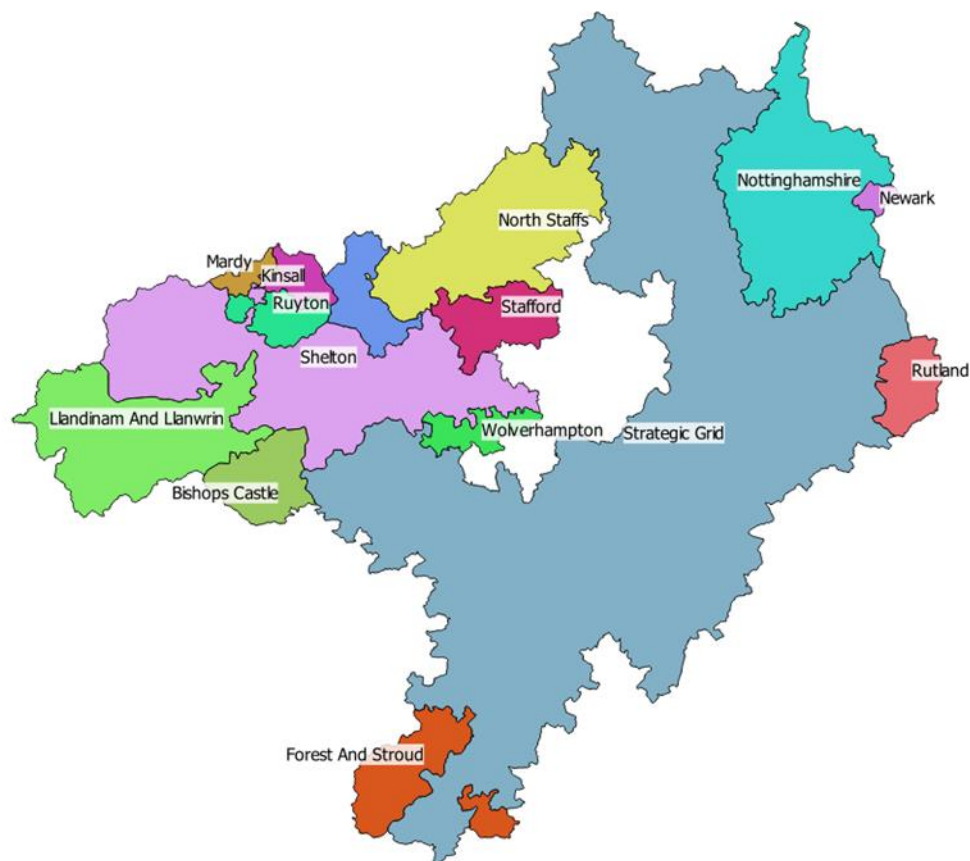 Nottinghamshire
Newark
North Staffs
Mardy
Kinsall
Ruyton
Stafford
Shelton
Rutland
Llandinam And Llanwrin
Wolverhampton
Strategic Grid
Bishops Castle
Forest And Stroud